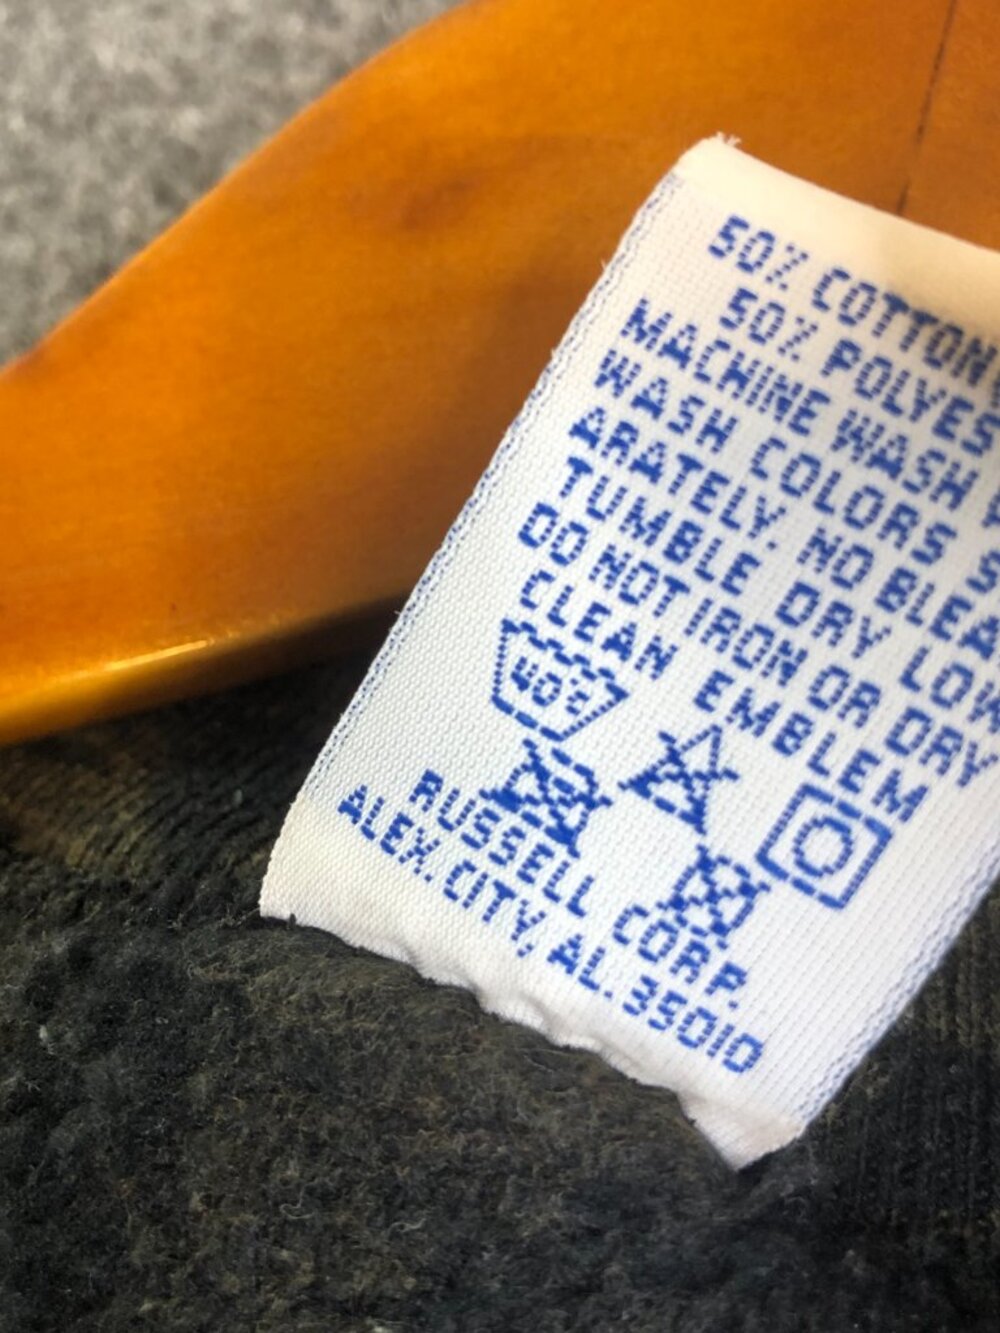 50% COTTON
50% POLYES
MACHINE WASH W
WASH COLORS S
ARATELY. NO BLEA
TUMBLE DRY LOW
DO NOT IRON OR DRY
CLEAN EMBLEM
40°
RUSSELL CORP.
ALEX. CITY, AL. 35010